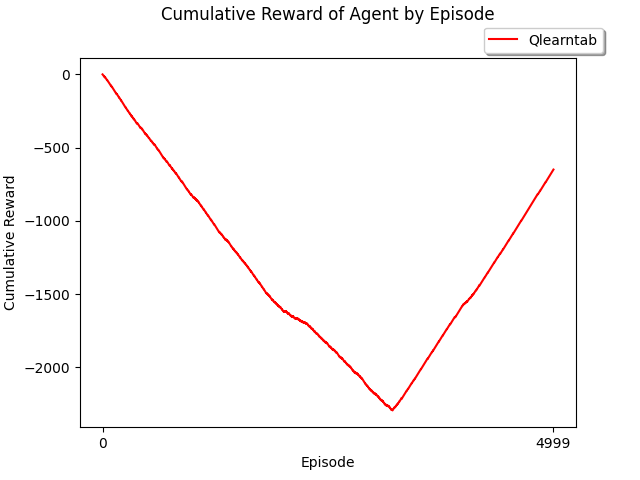 Cumulative Reward of Agent by Episode
Qlearntab
0
−500
−1000
−1500
−2000
Cumulative Reward
0 4999
Episode